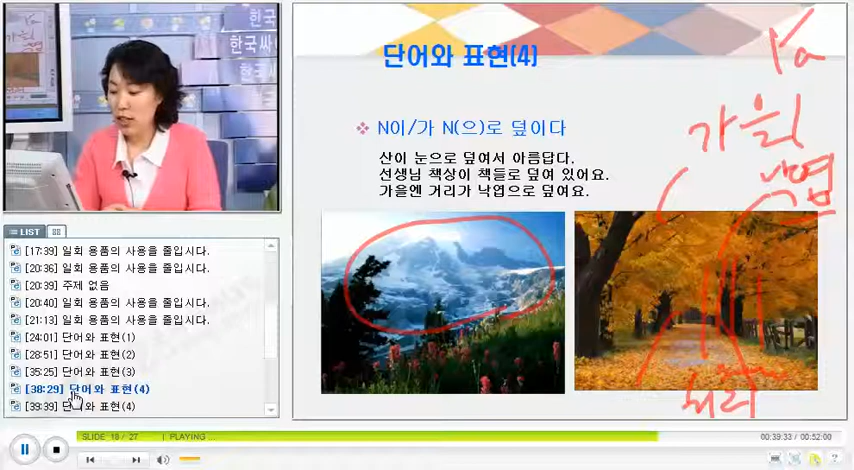 한국
한국싸이
단어와 표현(4)
N이/가 N(으)로 덮이다
산이 눈으로 덮여서 아름답다.
선생님 책상이 책들로 덮여 있어요.
가을엔 거리가 낙엽으로 덮여요.
가을
낙엽
거리
LIST
[17:39] 일회 용품의 사용을 줄입시다.
[20:36] 일회 용품의 사용을 줄입시다.
[20:39] 주제 없음
[20:40] 일회 용품의 사용을 줄입시다.
[21:13] 일회 용품의 사용을 줄입시다.
[24:01] 단어와 표현(1)
[28:51] 단어와 표현(2)
[35:25] 단어와 표현(3)
[38:29] 단어와 표현(4)
[39:39] 단어와 표현(4)
SLIDE 18 / 27 | PLAYING ...
00:39:33 / 00:52:00